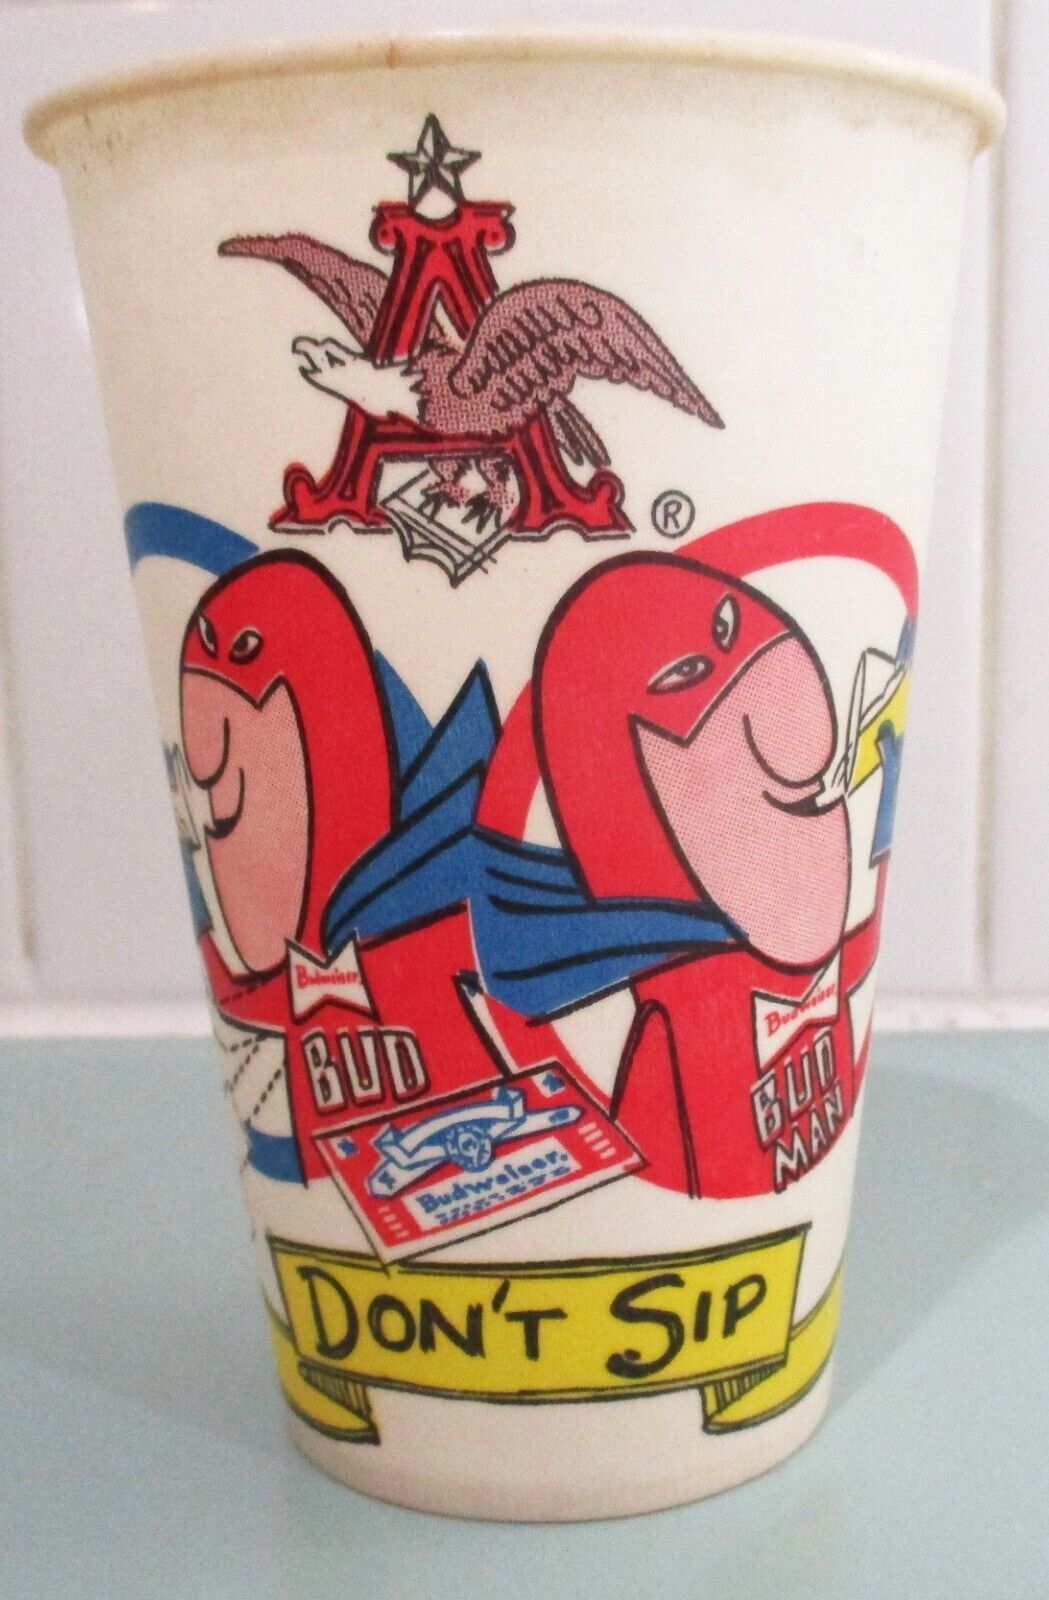 A
®
Budweiser.
BUD
Budweiser.
BUD
MAN
Budweiser.
DON'T SIP